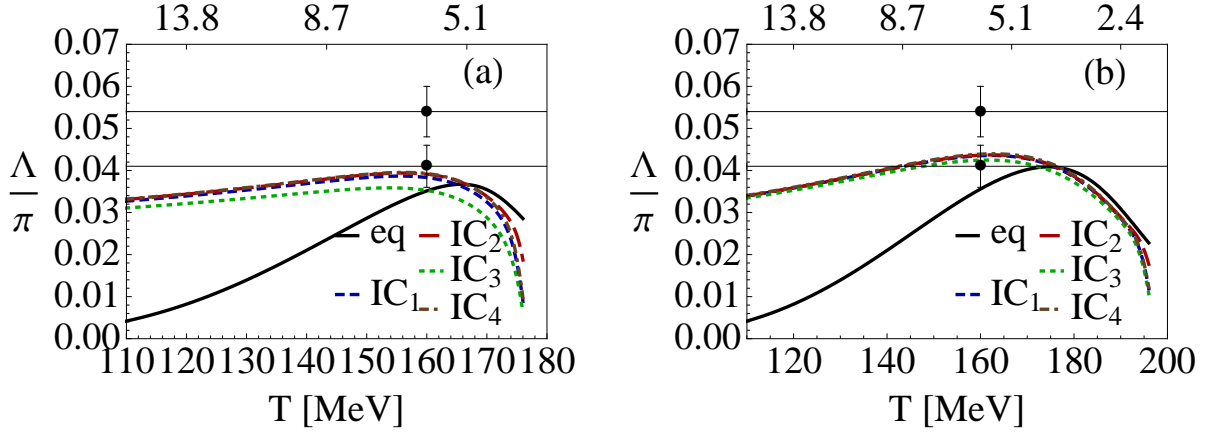 13.8 8.7 5.1
0.07
0.06
0.05
0.04
0.03
0.02
0.01
0.00
Λ
π
(a)
eq IC2
IC3
IC1 IC4
110 120 130 140 150 160 170 180
T [MeV]
13.8 8.7 5.1 2.4
0.07
0.06
0.05
0.04
0.03
0.02
0.01
0.00
Λ
π
(b)
eq IC2
IC3
IC1 IC4
120 140 160 180 200
T [MeV]